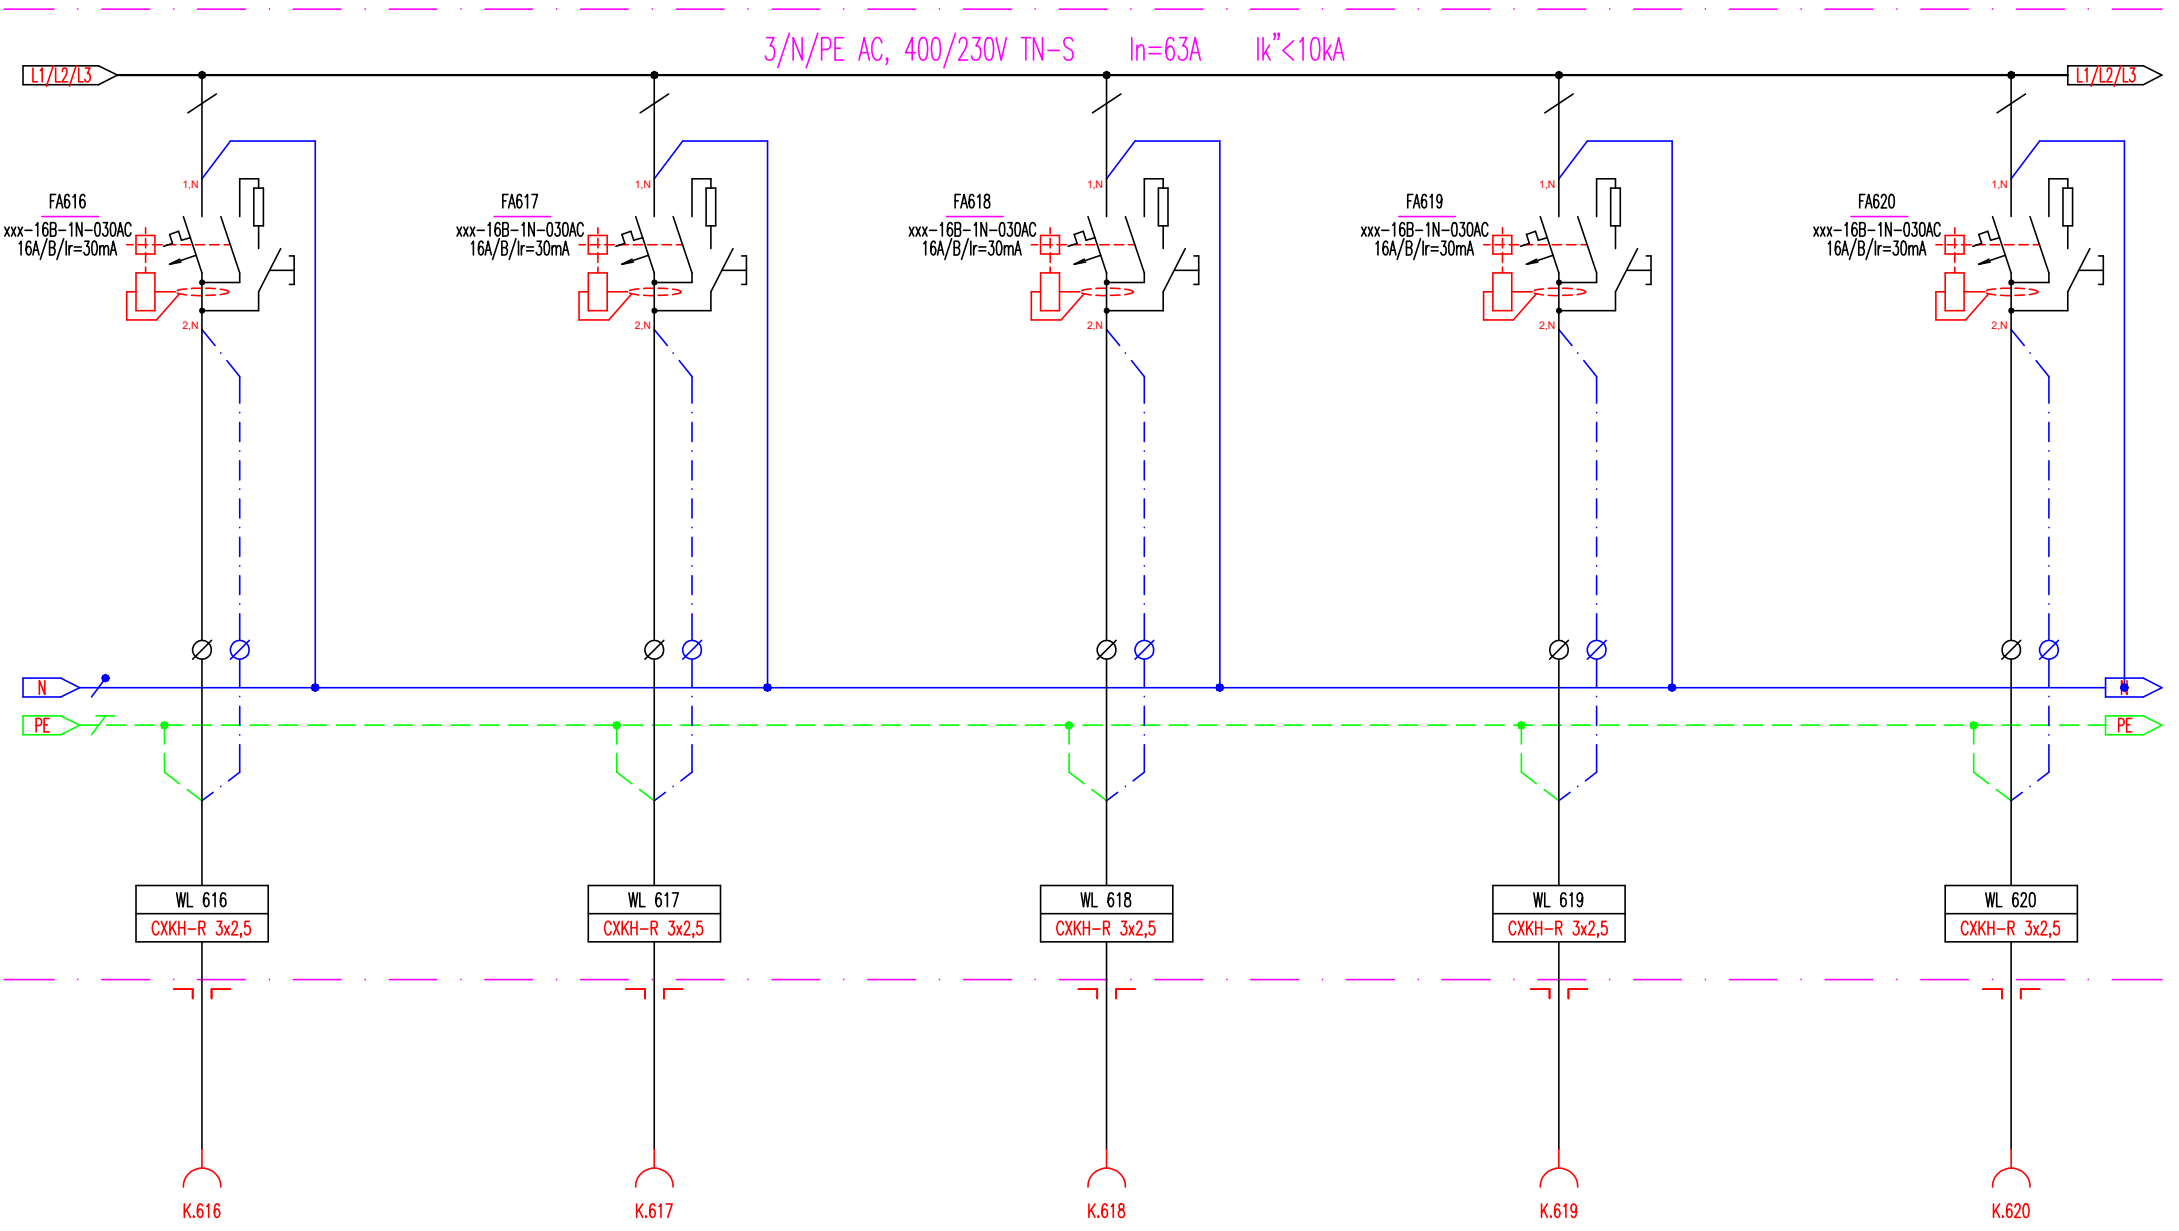 3/N/PE AC, 400/230V TN-S In=63A Ik"<10kA
L1/L2/L3 L1/L2/L3
1,N 1,N 1,N 1,N 1,N
FA616 FA617 FA618 FA619 FA620
xxx-16B-1N-030AC xxx-16B-1N-030AC xxx-16B-1N-030AC xxx-16B-1N-030AC xxx-16B-1N-030AC
16A/B/Ir=30mA 16A/B/Ir=30mA 16A/B/Ir=30mA 16A/B/Ir=30mA 16A/B/Ir=30mA
2,N 2,N 2,N 2,N 2,N
N N
PE PE
WL 616 WL 617 WL 618 WL 619 WL 620
CXKH-R 3x2,5 CXKH-R 3x2,5 CXKH-R 3x2,5 CXKH-R 3x2,5 CXKH-R 3x2,5
K.616 K.617 K.618 K.619 K.620